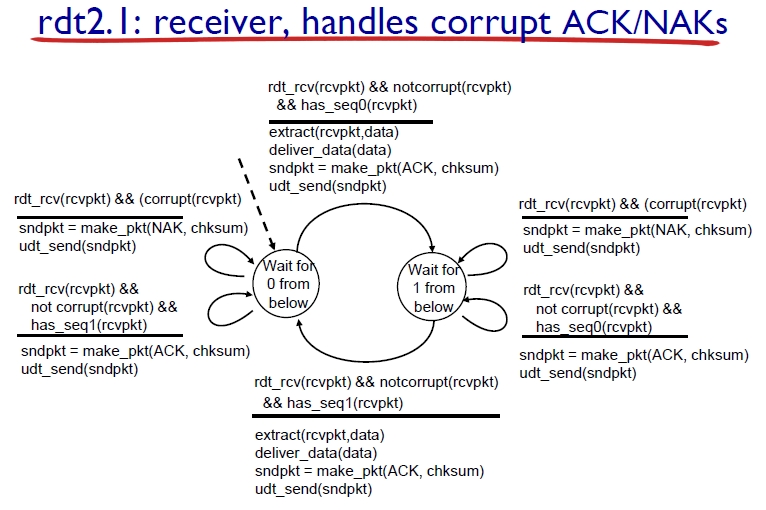 rdt2.1: receiver, handles corrupt ACK/NAKs
rdt_rcv(rcvpkt) && notcorrupt(rcvpkt)
&& has_seq0(rcvpkt)
extract(rcvpkt,data)
deliver_data(data)
sndpkt = make_pkt(ACK, chksum)
udt_send(sndpkt)
rdt_rcv(rcvpkt) && (corrupt(rcvpkt)
sndpkt = make_pkt(NAK, chksum)
udt_send(sndpkt)
rdt_rcv(rcvpkt) &&
not corrupt(rcvpkt) &&
has_seq1(rcvpkt)
sndpkt = make_pkt(ACK, chksum)
udt_send(sndpkt)
Wait for
0 from
below
Wait for
1 from
below
rdt_rcv(rcvpkt) && (corrupt(rcvpkt)
sndpkt = make_pkt(NAK, chksum)
udt_send(sndpkt)
rdt_rcv(rcvpkt) &&
not corrupt(rcvpkt) &&
has_seq0(rcvpkt)
sndpkt = make_pkt(ACK, chksum)
udt_send(sndpkt)
rdt_rcv(rcvpkt) && notcorrupt(rcvpkt)
&& has_seq1(rcvpkt)
extract(rcvpkt,data)
deliver_data(data)
sndpkt = make_pkt(ACK, chksum)
udt_send(sndpkt)